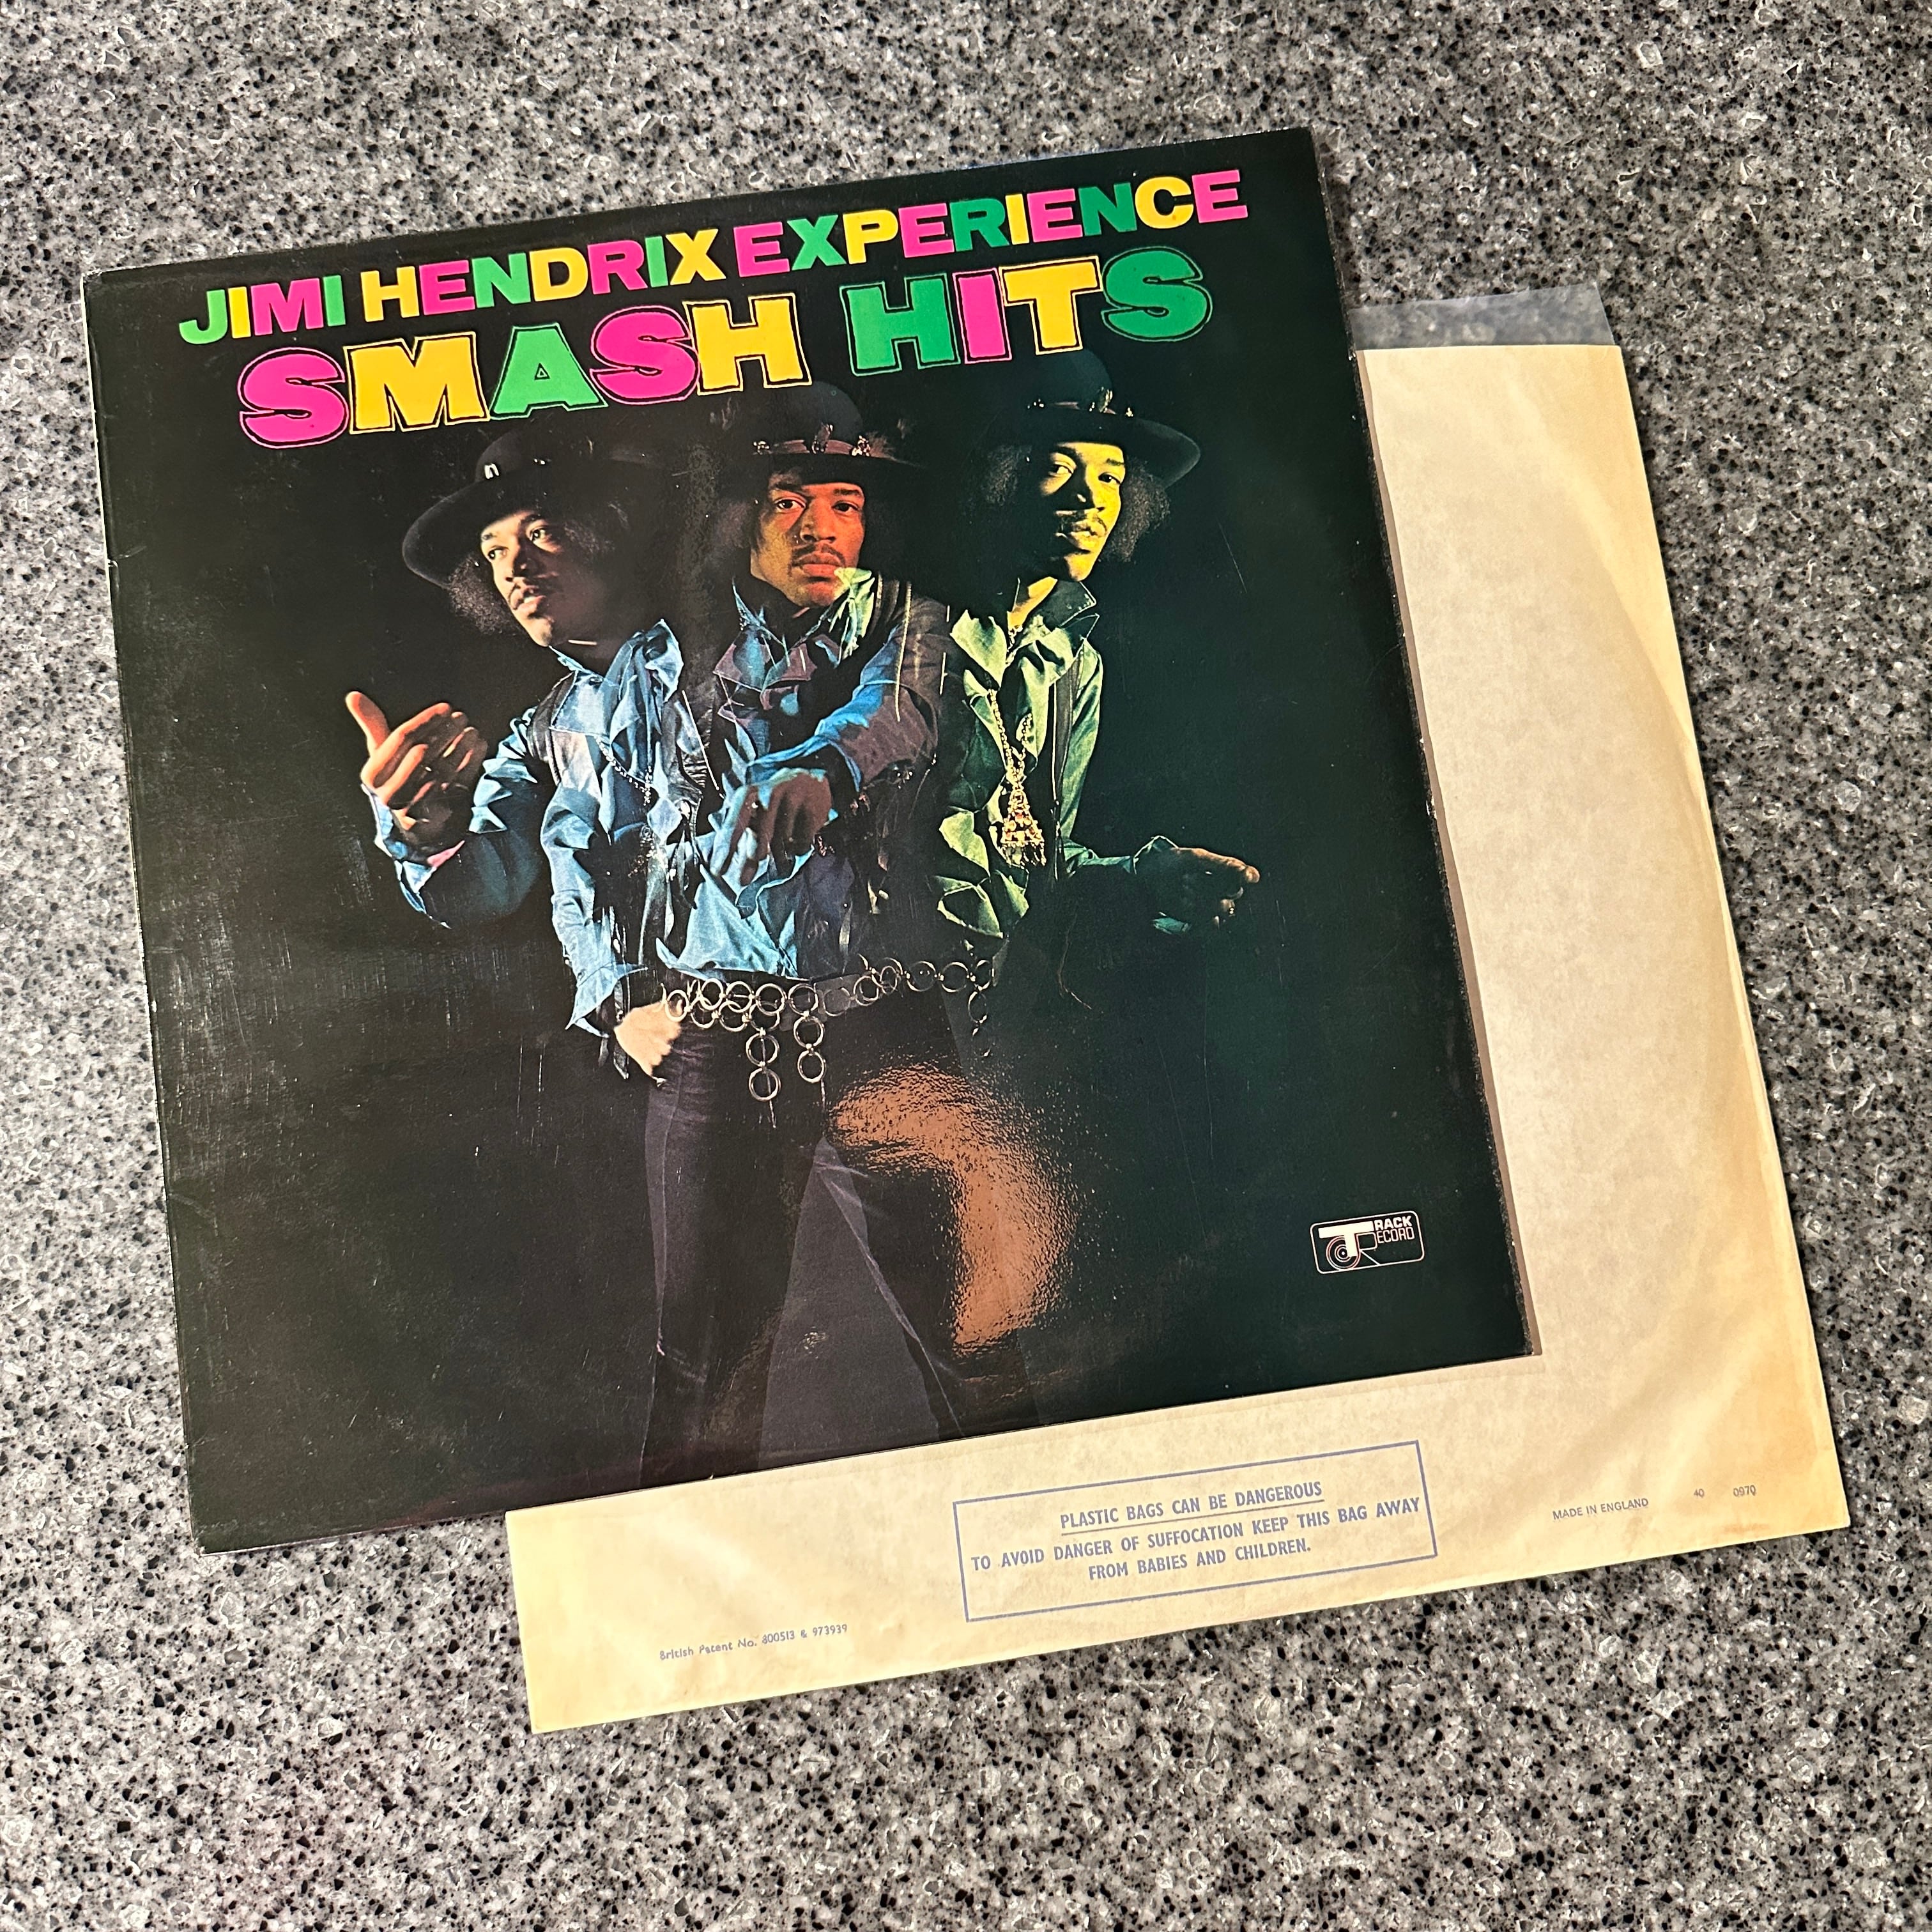 JIMI HENDRIX EXPERIENCE
SMASH HITS
TRACK
RECORD
PLASTIC BAGS CAN BE DANGEROUS
TO AVOID DANGER OF SUFFOCATION KEEP THIS BAG AWAY
FROM BABIES AND CHILDREN.
British Patent No. 800513 & 973939
MADE IN ENGLAND 40 0970